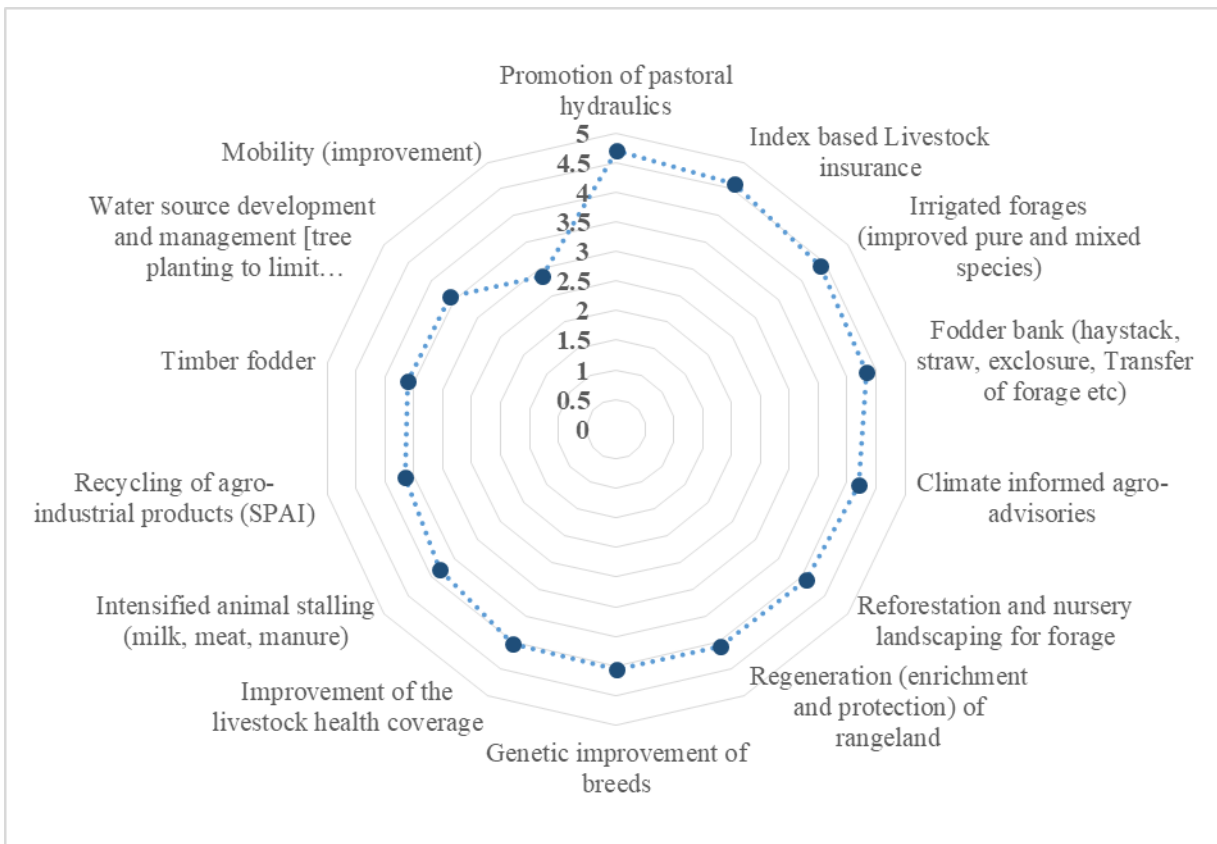 Promotion of pastoral
hydraulics
Index based Livestock
insurance
Irrigated forages
(improved pure and mixed
species)
Fodder bank (haystack,
straw, exclosure, Transfer
of forage etc)
Climate informed agro-
advisories
Reforestation and nursery
landscaping for forage
Regeneration (enrichment
and protection) of
rangeland
Genetic improvement of
breeds
Improvement of the
livestock health coverage
Intensified animal stalling
(milk, meat, manure)
Recycling of agro-
industrial products (SPAI)
Timber fodder
Water source development
and management [tree
planting to limit…
Mobility (improvement)
5
4.5
4
3.5
3
2.5
2
1.5
1
0.5
0